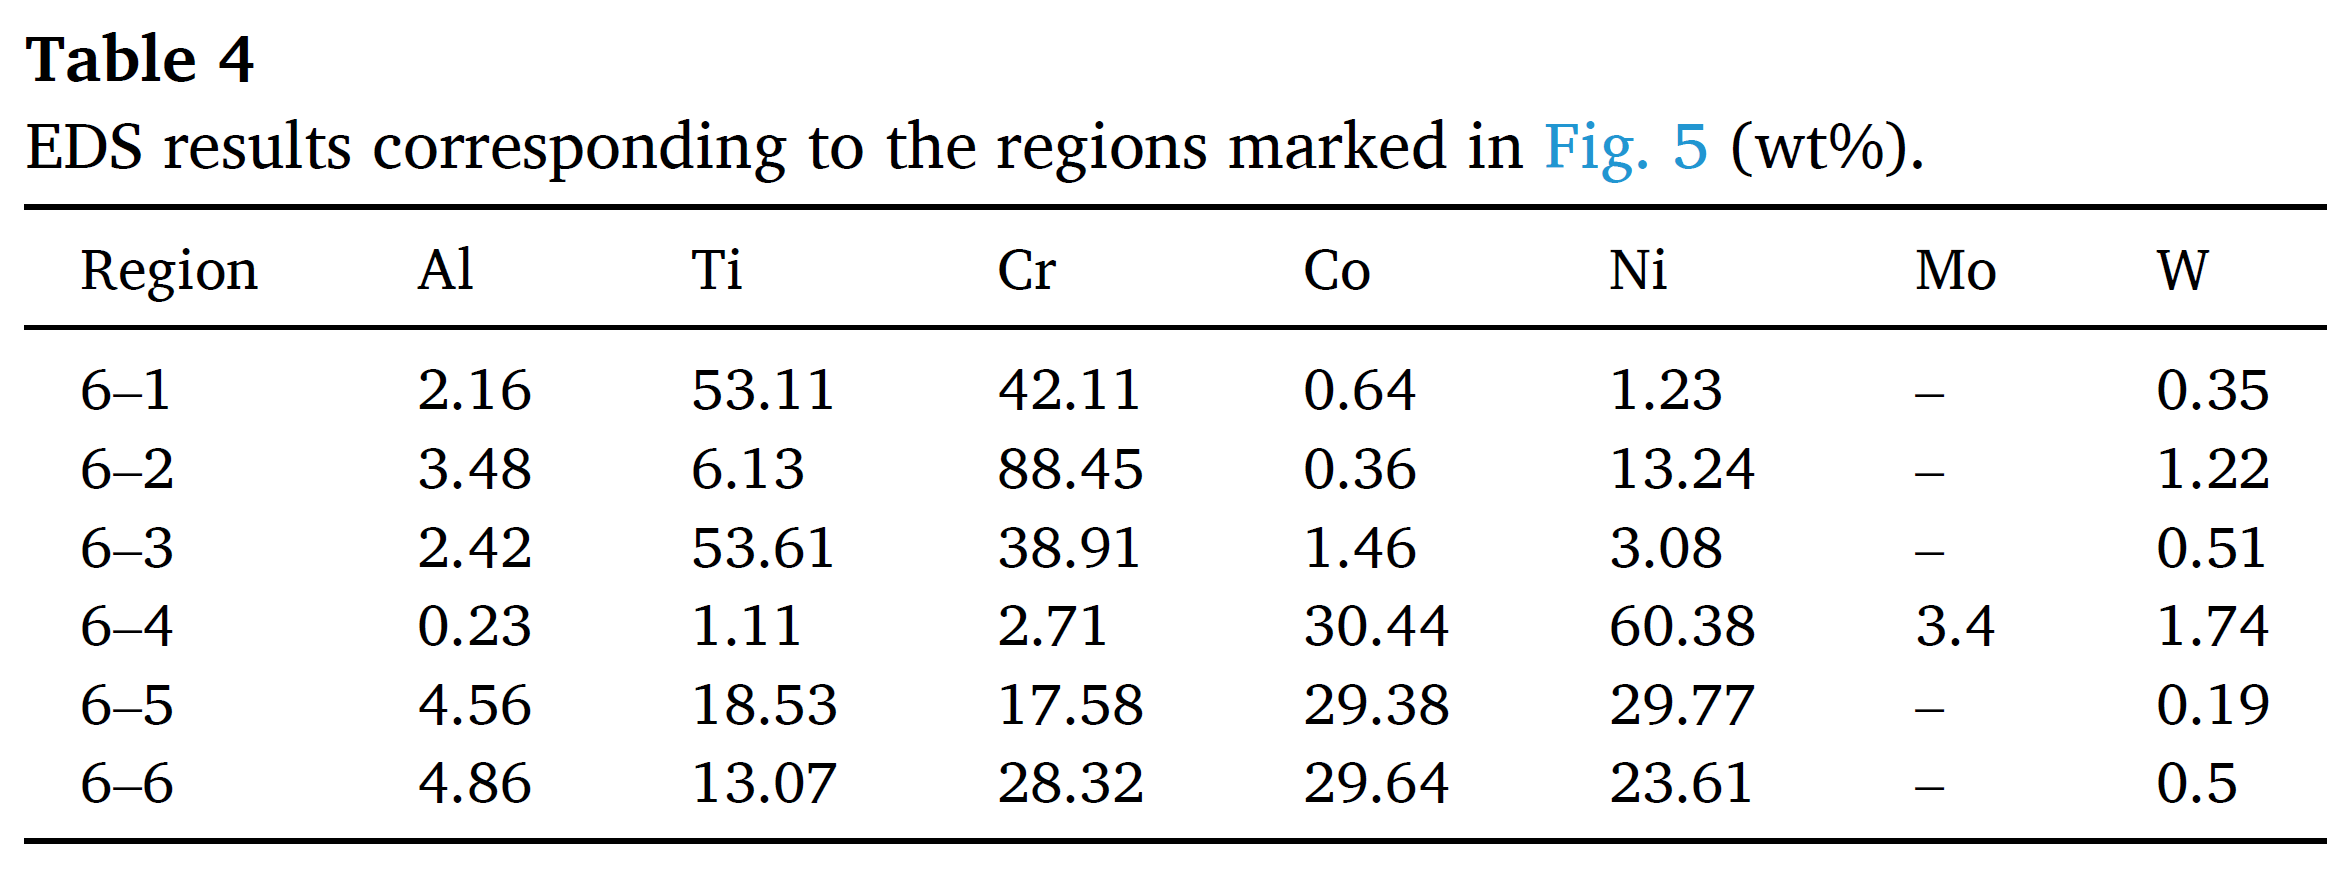 Table 4
EDS results corresponding to the regions marked in Fig. 5 (wt%).
Region Al Ti Cr Co Ni Mo W
6–1 2.16 53.11 42.11 0.64 1.23 – 0.35
6–2 3.48 6.13 88.45 0.36 13.24 – 1.22
6–3 2.42 53.61 38.91 1.46 3.08 – 0.51
6–4 0.23 1.11 2.71 30.44 60.38 3.4 1.74
6–5 4.56 18.53 17.58 29.38 29.77 – 0.19
6–6 4.86 13.07 28.32 29.64 23.61 – 0.5